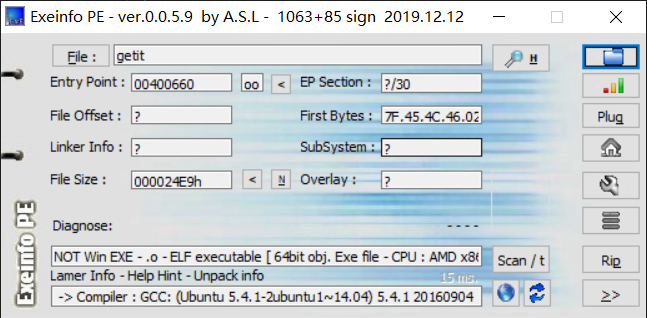 Exeinfo PE - ver.0.0.5.9 by A.S.L - 1063+85 sign 2019.12.12
File : getit H
Entry Point : 00400660 oo < EP Section : ?/30
File Offset : ? First Bytes : 7F.45.4C.46.02
Linker Info : ? SubSystem : ? Plug
File Size : 000024E9h < N Overlay : ?
Diagnose: ----
NOT Win EXE - .o - ELF executable [ 64bit obj. Exe file - CPU : AMD x86 Scan / t Rip
Lamer Info - Help Hint - Unpack info 15 ms.
-> Compiler : GCC: (Ubuntu 5.4.1-2ubuntu1~14.04) 5.4.1 20160904 >>
Exeinfo PE